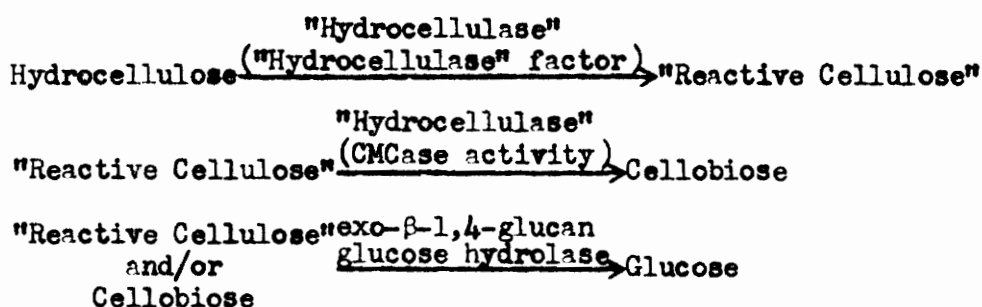 "Hydrocellulase"
Hydrocellulose ("Hydrocellulase" factor) "Reactive Cellulose"
"Hydrocellulase"
"Reactive Cellulose" (CMCase activity) Cellobiose
"Reactive Cellulose" exo-β-1,4-glucan
and/or glucose hydrolase Glucose
Cellobiose